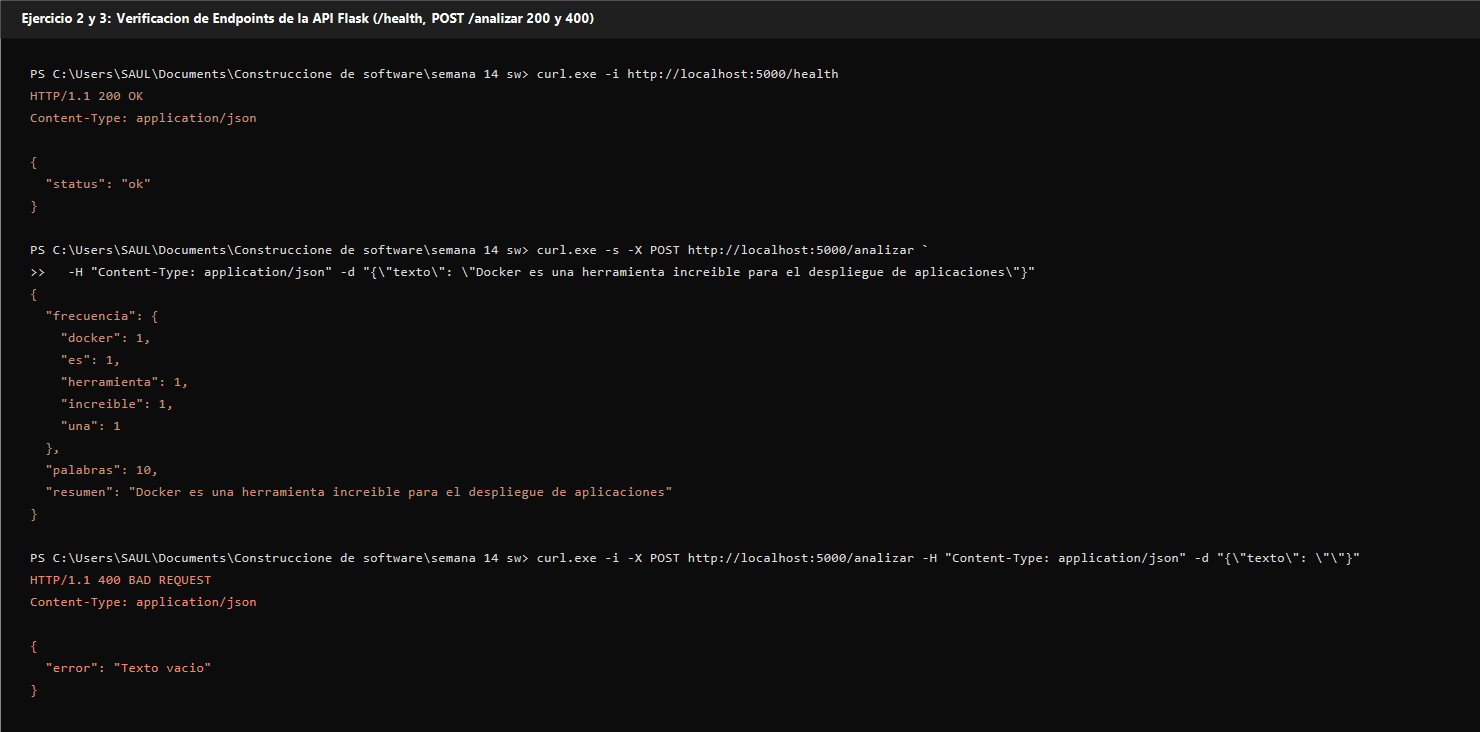 Ejercicio 2 y 3: Verificacion de Endpoints de la API Flask (/health, POST /analizar 200 y 400)
PS C:\Users\SAUL\Documents\Construccione de software\semana 14 sw> curl.exe -i http://localhost:5000/health
HTTP/1.1 200 OK
Content-Type: application/json
{
  "status": "ok"
}
PS C:\Users\SAUL\Documents\Construccione de software\semana 14 sw> curl.exe -s -X POST http://localhost:5000/analizar `
>>   -H "Content-Type: application/json" -d "{\"texto\": \"Docker es una herramienta increible para el despliegue de aplicaciones\"}"
{
  "frecuencia": {
    "docker": 1,
    "es": 1,
    "herramienta": 1,
    "increible": 1,
    "una": 1
  },
  "palabras": 10,
  "resumen": "Docker es una herramienta increible para el despliegue de aplicaciones"
}
PS C:\Users\SAUL\Documents\Construccione de software\semana 14 sw> curl.exe -i -X POST http://localhost:5000/analizar -H "Content-Type: application/json" -d "{\"texto\": \"\"}"
HTTP/1.1 400 BAD REQUEST
Content-Type: application/json
{
  "error": "Texto vacio"
}